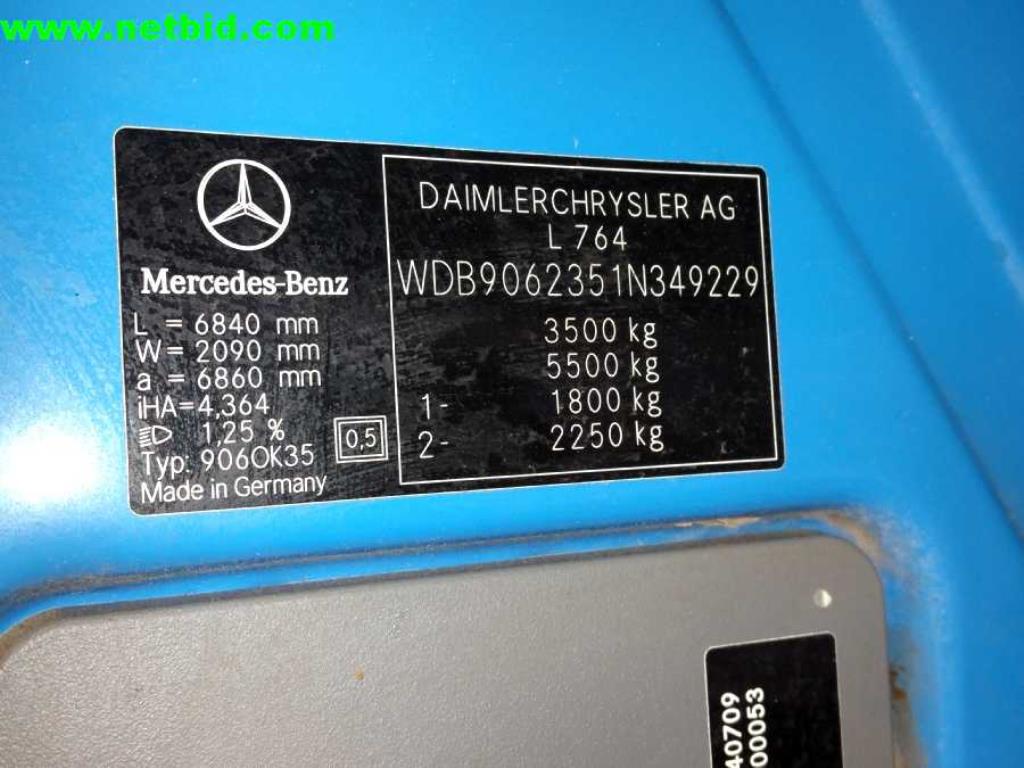 www.netbid.com
Mercedes-Benz
L = 6840 mm
W = 2090 mm
a = 6860 mm
iHA=4,364
1,25 %
Typ. 906OK35
Made in Germany
0,5
DAIMLERCHRYSLER AG
L 764
WDB9062351N349229
3500 kg
5500 kg
1- 1800 kg
2- 2250 kg
40709
00053